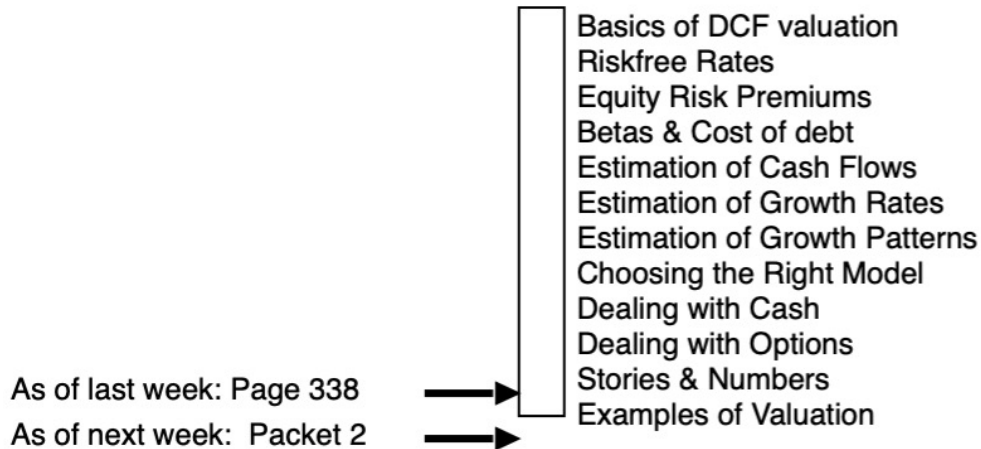 Basics of DCF valuation
Riskfree Rates
Equity Risk Premiums
Betas & Cost of debt
Estimation of Cash Flows
Estimation of Growth Rates
Estimation of Growth Patterns
Choosing the Right Model
Dealing with Cash
Dealing with Options
Stories & Numbers
Examples of Valuation
As of last week: Page 338
As of next week: Packet 2